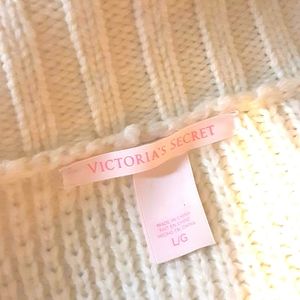 VICTORIA'S SECRET
MADE IN CHINA
FAIT EN CHINE
HECHO EN CHINA
L/G